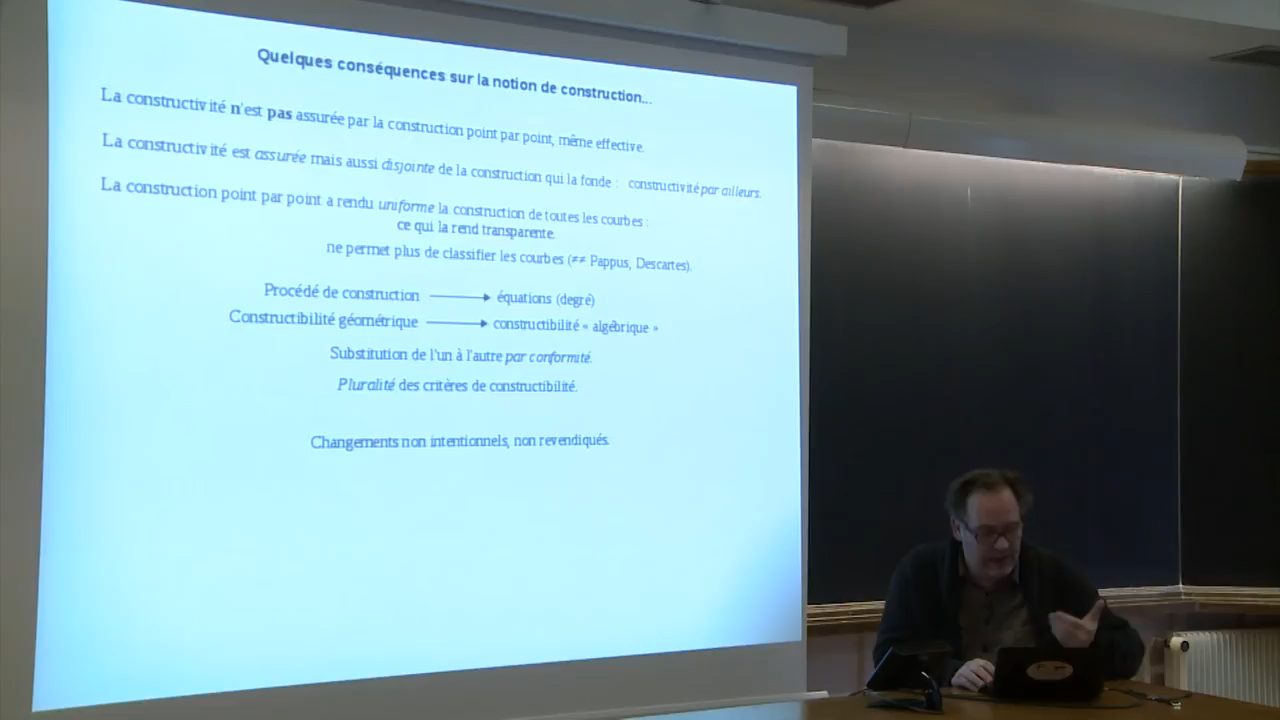 Quelques conséquences sur la notion de construction...
La constructivité n'est pas assurée par la construction point par point, même effective.
La constructivité est assurée mais aussi disjointe de la construction qui la fonde : constructivité par ailleurs.
La construction point par point a rendu uniforme la construction de toutes les courbes :
ce qui la rend transparente.
ne permet plus de classifier les courbes (≠≠ Pappus, Descartes).
Procédé de construction ⟶ équations (degré)
Constructibilité géométrique ⟶ constructibilité « algébrique »
Substitution de l'un à l'autre par conformité.
Pluralité des critères de constructibilité.
Changements non intentionnels, non revendiqués.